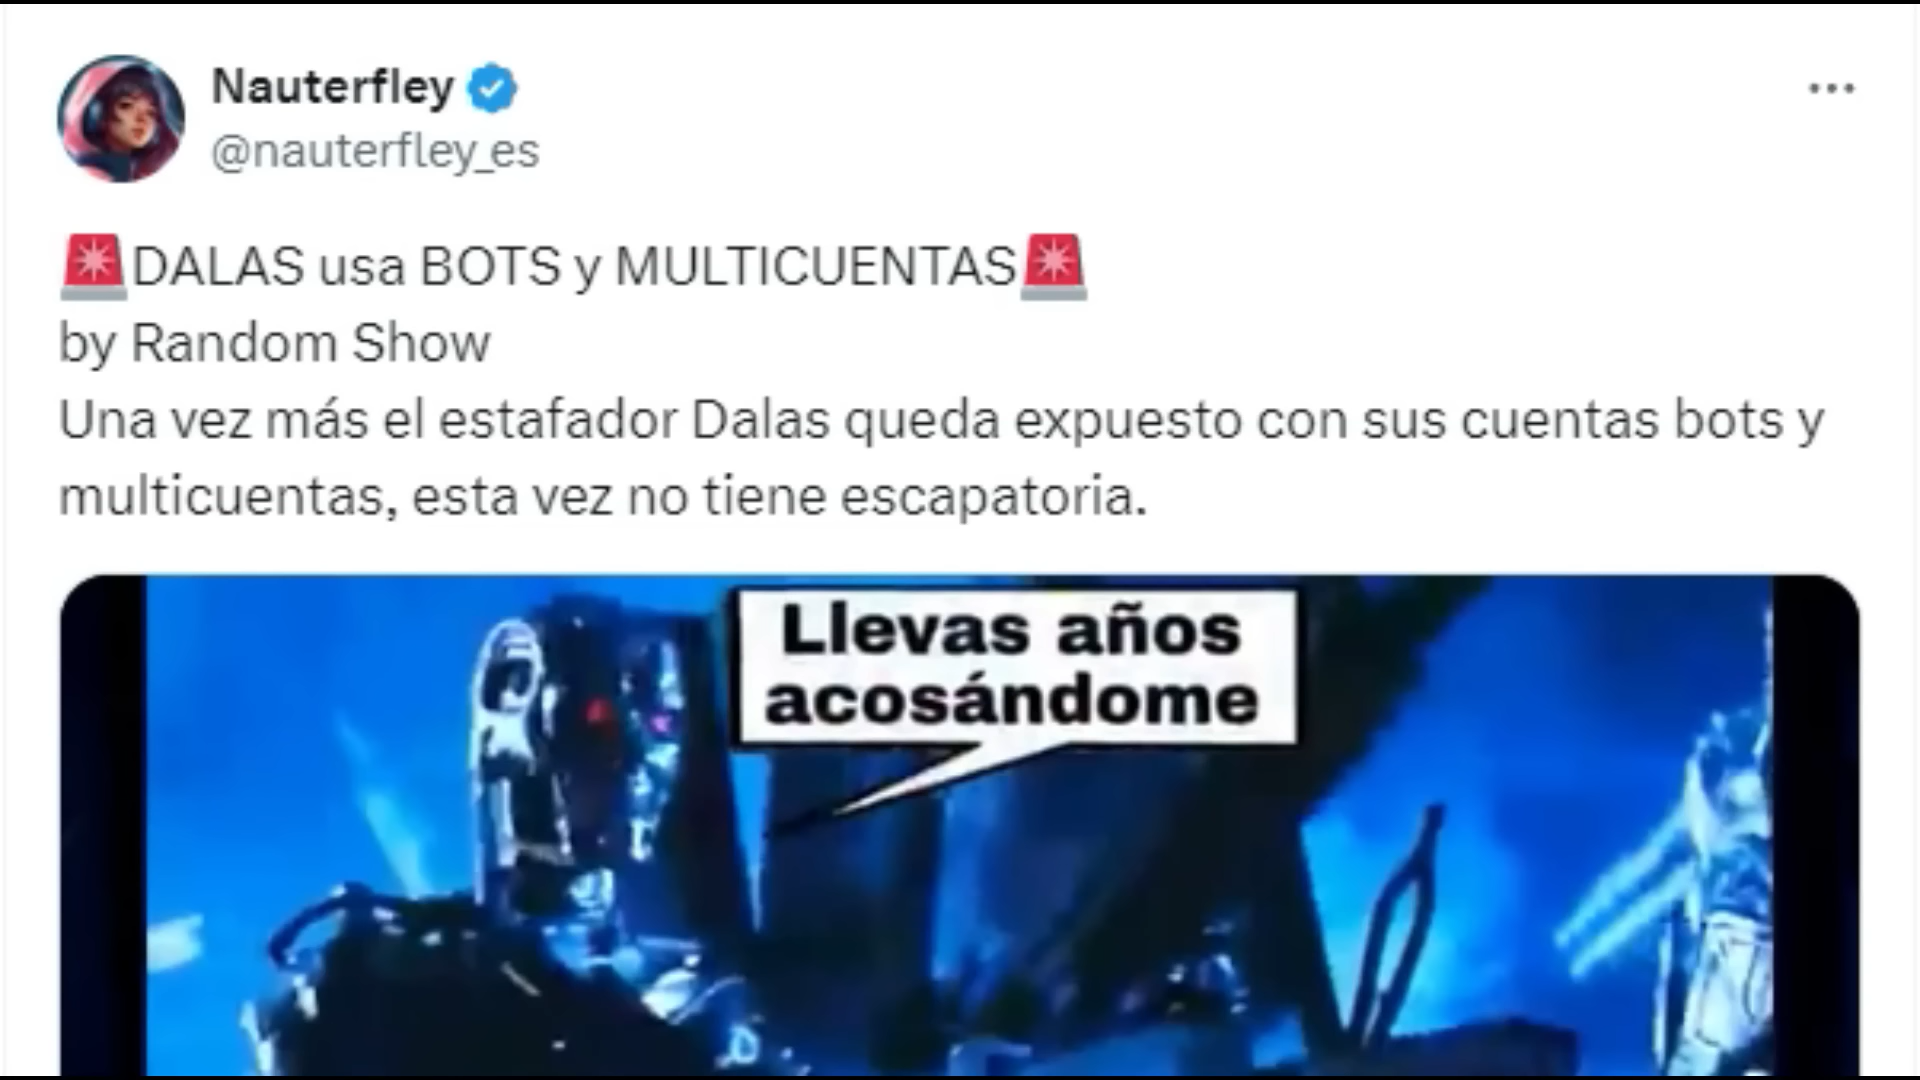 Nauterfley
@nauterfley_es
🚨DALAS usa BOTS y MULTICUENTAS🚨
by Random Show
Una vez más el estafador Dalas queda expuesto con sus cuentas bots y
multicuentas, esta vez no tiene escapatoria.
Llevas años
acosándome